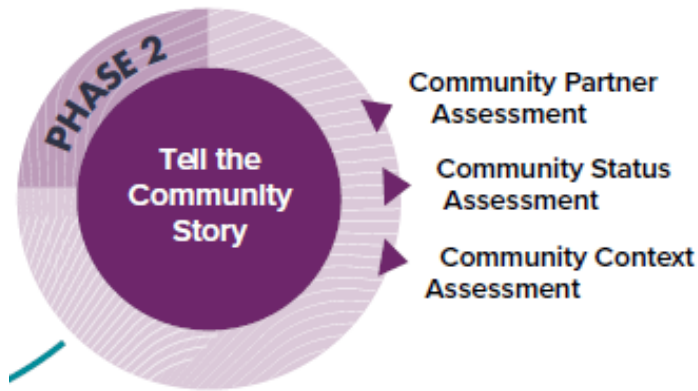 PHASE 2
Tell the
Community
Story
Community Partner
Assessment
Community Status
Assessment
Community Context
Assessment